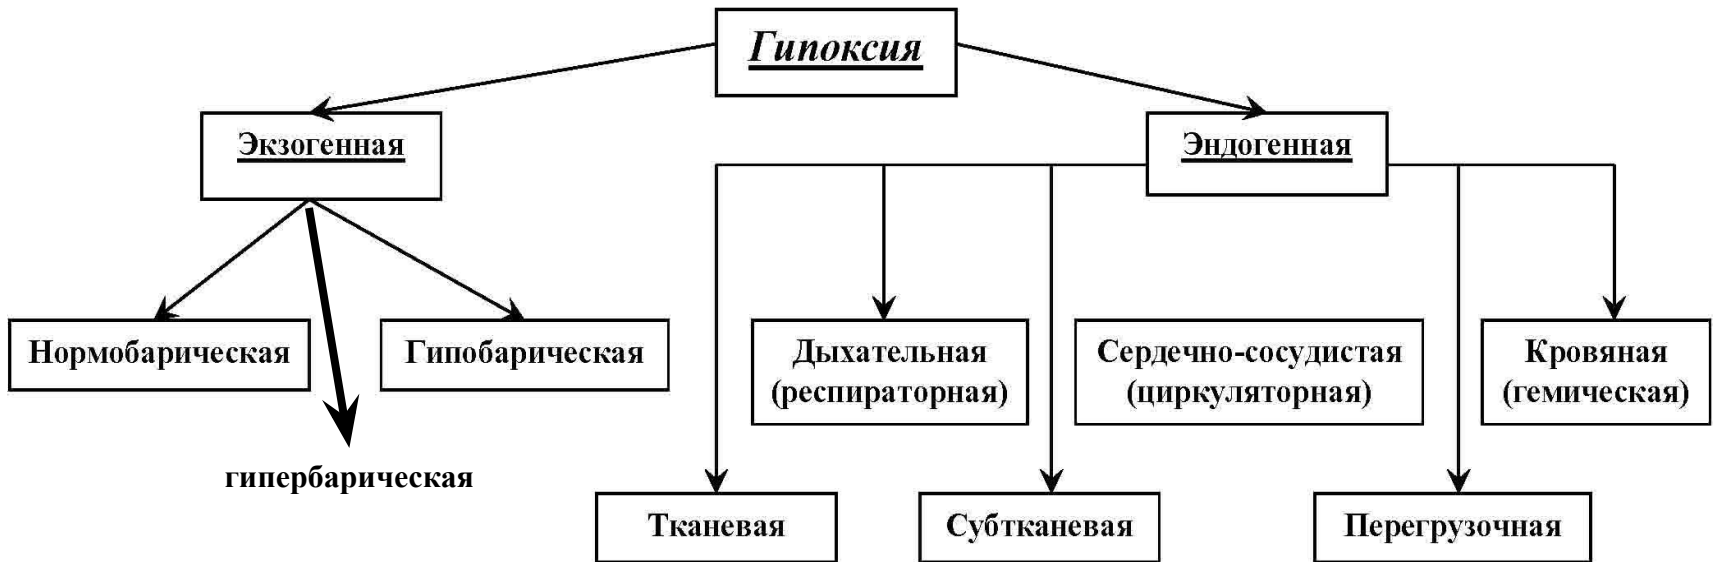 Гипоксия
Экзогенная
Эндогенная
Нормобарическая
Гипобарическая
Дыхательная
(респираторная)
Сердечно-сосудистая
(циркуляторная)
Кровяная
(гемическая)
гипербарическая
Тканевая
Субтканевая
Перегрузочная